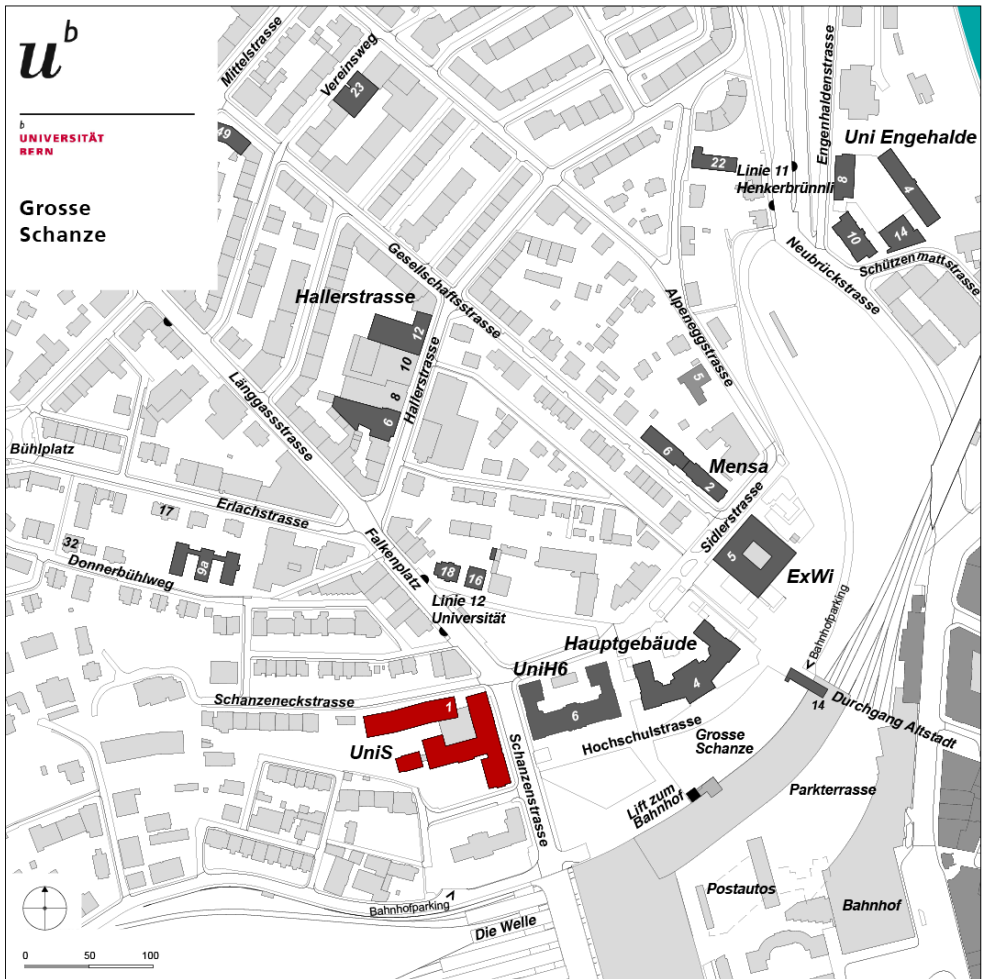 u^b
b
UNIVERSITÄT
BERN
Grosse
Schanze
Mittelstrasse
Vereinsweg
23
49
22
Linie 11
Henkerbrünnli
Engenhaldenstrasse
Uni Engehalde
8
4
10
14
Schützenmattstrasse
Neubrückstrasse
Gesellschaftsstrasse
Alpeneggstrasse
Hallerstrasse
12
10
8
6
Hallerstrasse
Länggassstrasse
5
6
Mensa
2
Sidlerstrasse
Bühlplatz
Erlachstrasse
17
32
Donnerbühlweg
9a
Falkenplatz
18
16
Linie 12
Universität
5
ExWi
Bahnhofparking
Hauptgebäude
4
UniH6
6
14
Durchgang Altstadt
Schanzeneckstrasse
1
UniS
Hochschulstrasse
Grosse
Schanze
Schanzenstrasse
Lift zum
Bahnhof
Parkterrasse
Postautos
Bahnhof
Bahnhofparking
Die Welle
0 50 100